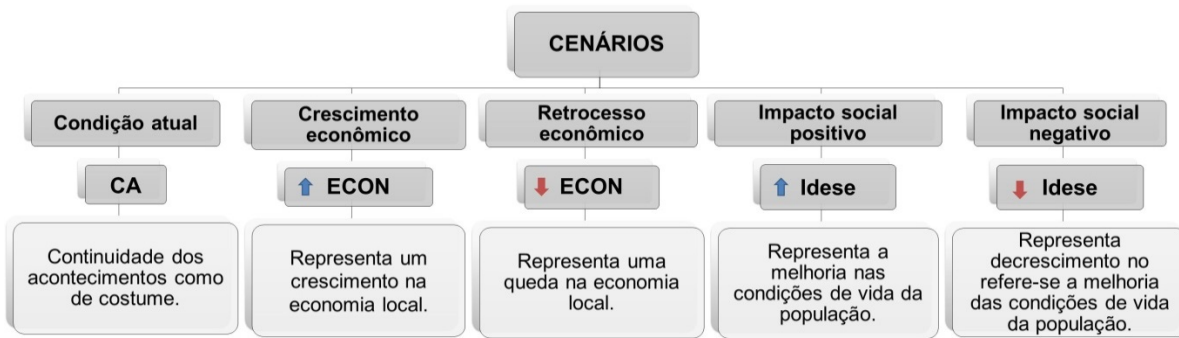 CENÁRIOS
Condição atual
Crescimento
econômico
Retrocesso
econômico
Impacto social
positivo
Impacto social
negativo
CA
ECON
ECON
Idese
Idese
Continuidade dos
acontecimentos como
de costume.
Representa um
crescimento na
economia local.
Representa uma
queda na economia
local.
Representa a
melhoria nas
condições de vida da
população.
Representa
decrescimento no
refere-se a melhoria
das condições de vida
da população.